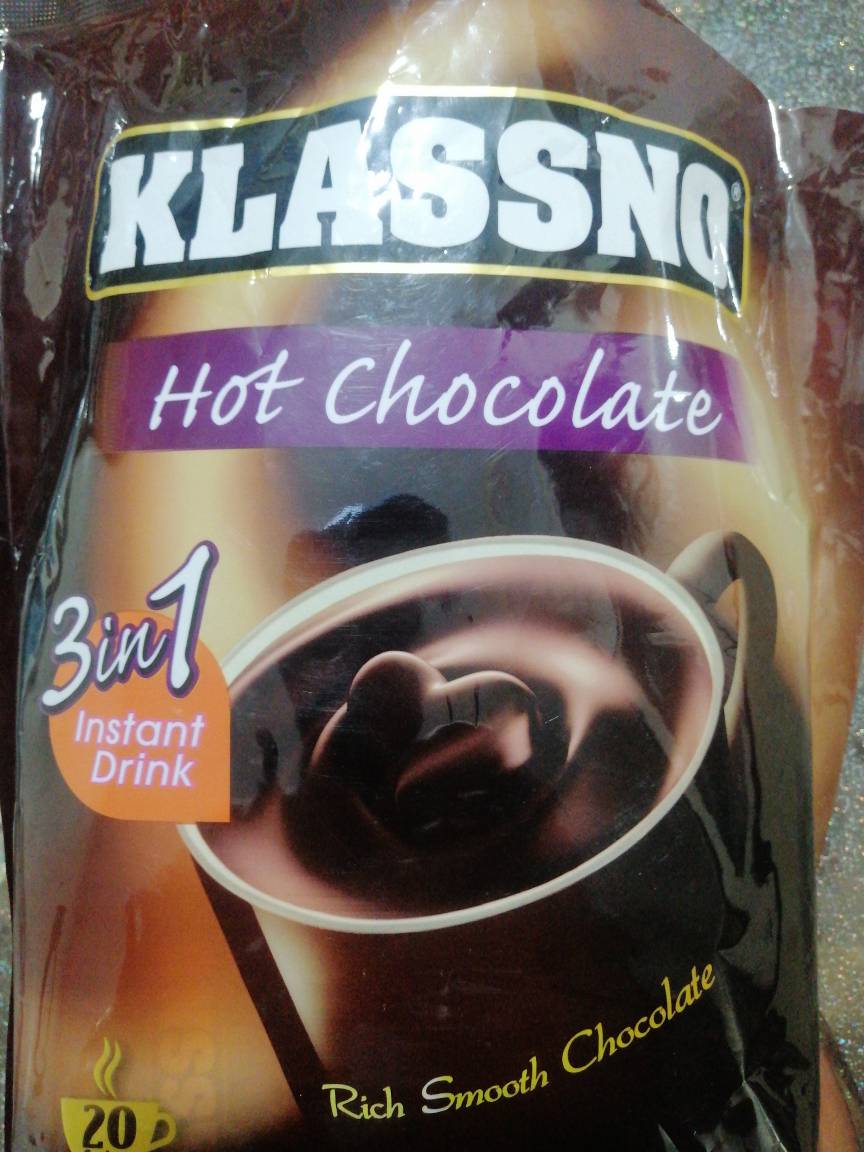 KLASSNO®
Hot Chocolate
3in1
Instant
Drink
Rich Smooth Chocolate
20